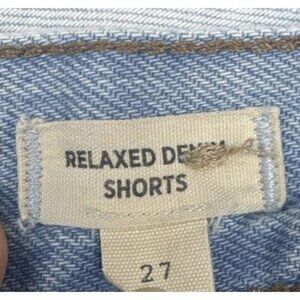 RELAXED DENIM
SHORTS
27